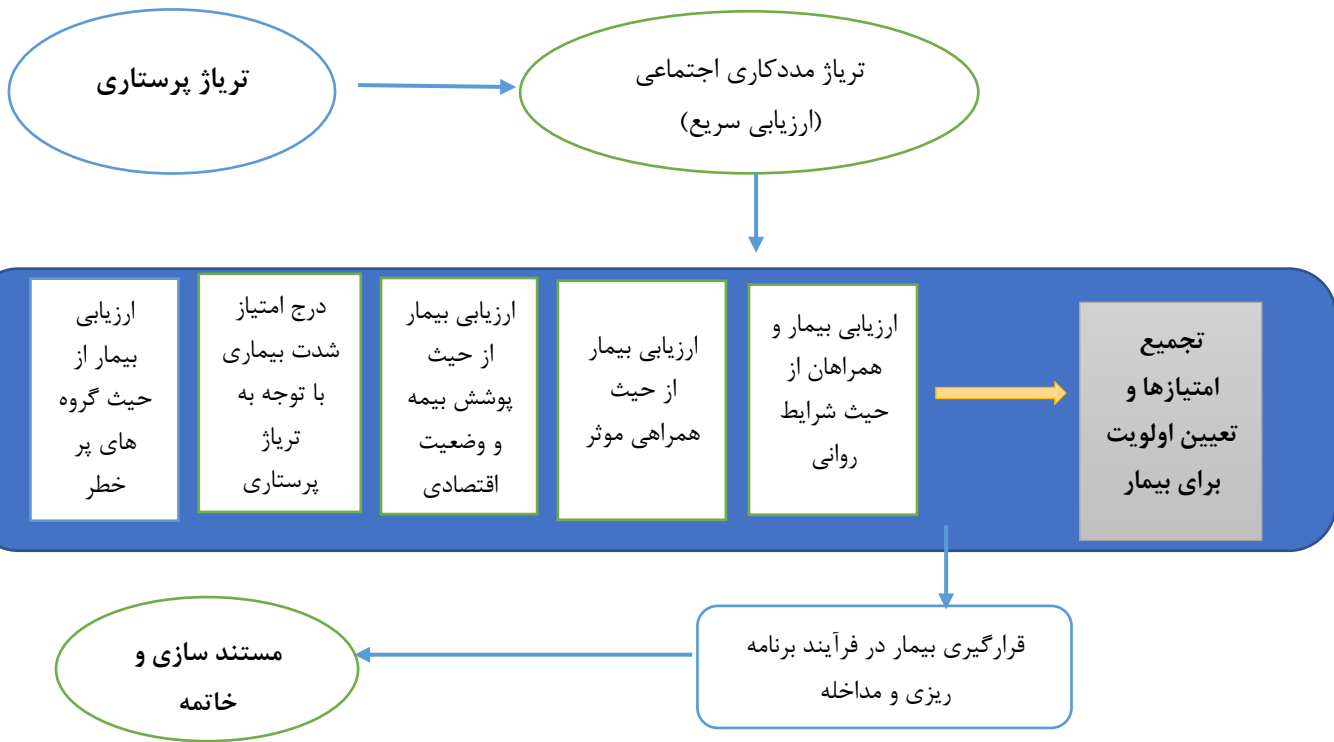 تریاژ پرستاری
تریاژ مددکاری اجتماعی
(ارزیابی سریع)
ارزیابی
بیمار از
حیث گروه
های پر
خطر
درج امتیاز
شدت بیماری
با توجه به
تریاژ
پرستاری
ارزیابی بیمار
از حیث
پوشش بیمه
و وضعیت
اقتصادی
ارزیابی بیمار
از حیث
همراهی موثر
ارزیابی بیمار و
همراهان از
حیث شرایط
روانی
تجمیع
امتیازها و
تعیین اولویت
برای بیمار
قرارگیری بیمار در فرآیند برنامه
ریزی و مداخله
مستند سازی و
خاتمه